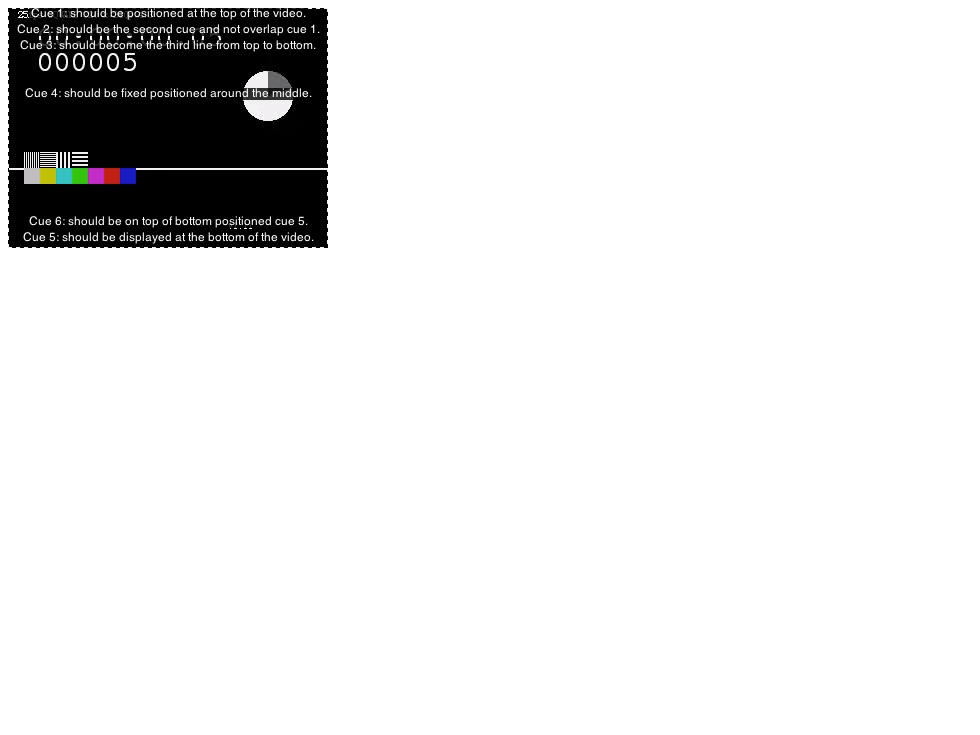 Cue 1: should be positioned at the top of the video.
Cue 2: should be the second cue and not overlap cue 1.
Cue 3: should become the third line from top to bottom.
000005
Cue 4: should be fixed positioned around the middle.
Cue 6: should be on top of bottom positioned cue 5.
Cue 5: should be displayed at the bottom of the video.